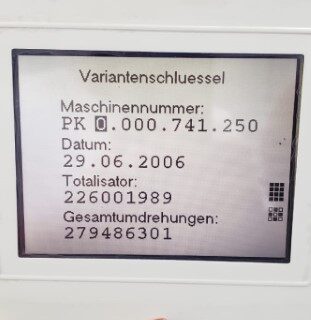 Variantenschluessel
Maschinennummer:
PK 0.000.741.250
Datum:
29.06.2006
Totalisator:
226001989
Gesamtumdrehungen:
279486301